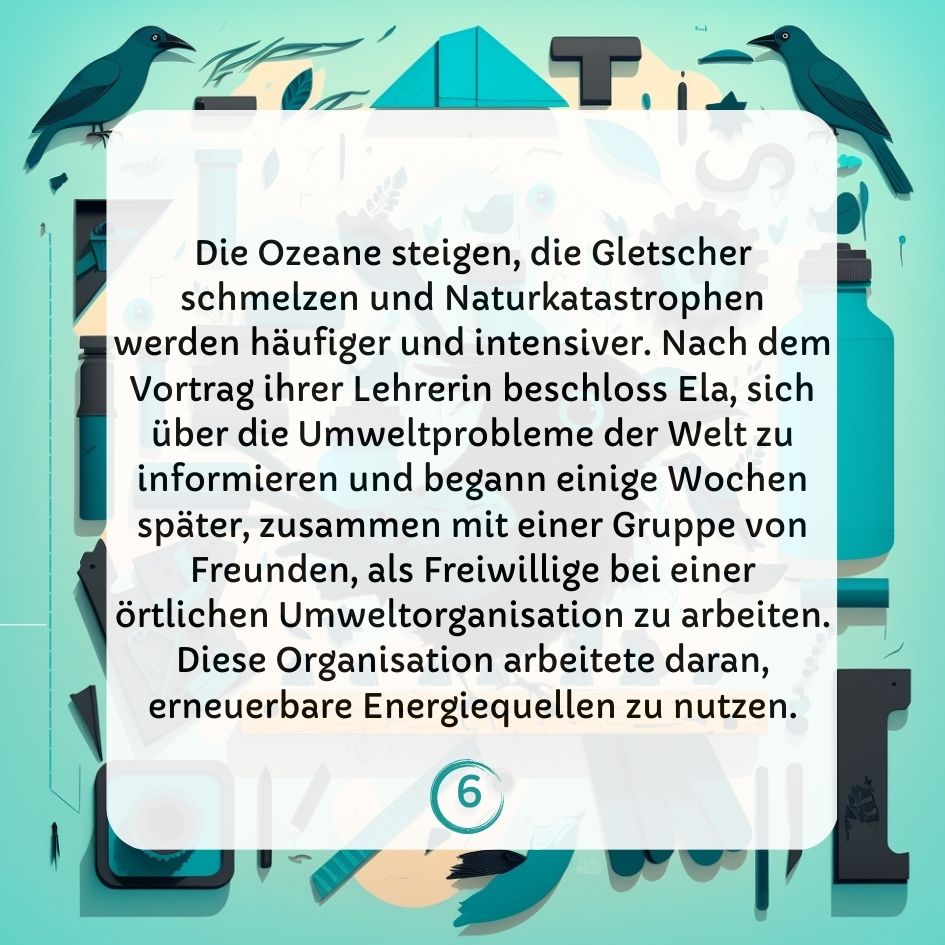 Die Ozeane steigen, die Gletscher
schmelzen und Naturkatastrophen
werden häufiger und intensiver. Nach dem
Vortrag ihrer Lehrerin beschloss Ela, sich
über die Umweltprobleme der Welt zu
informieren und begann einige Wochen
später, zusammen mit einer Gruppe von
Freunden, als Freiwillige bei einer
örtlichen Umweltorganisation zu arbeiten.
Diese Organisation arbeitete daran,
erneuerbare Energiequellen zu nutzen.
6